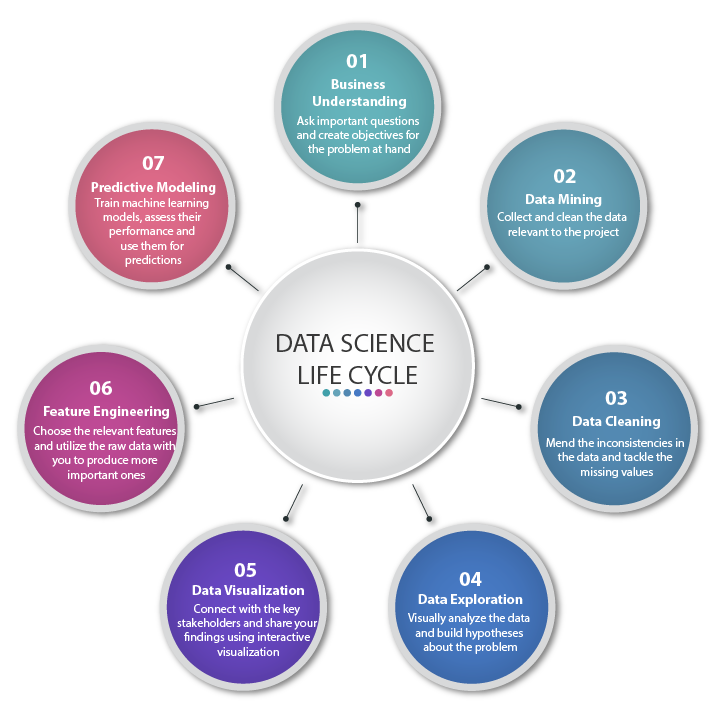 01
Business
Understanding
Ask important questions
and create objectives for
the problem at hand
02
Data Mining
Collect and clean the data
relevant to the project
03
Data Cleaning
Mend the inconsistencies in
the data and tackle the
missing values
04
Data Exploration
Visually analyze the data
and build hypotheses
about the problem
05
Data Visualization
Connect with the key
stakeholders and share your
findings using interactive
visualization
06
Feature Engineering
Choose the relevant features
and utilize the raw data with
you to produce more
important ones
07
Predictive Modeling
Train machine learning
models, assess their
performance and
use them for
predictions
DATA SCIENCE
LIFE CYCLE